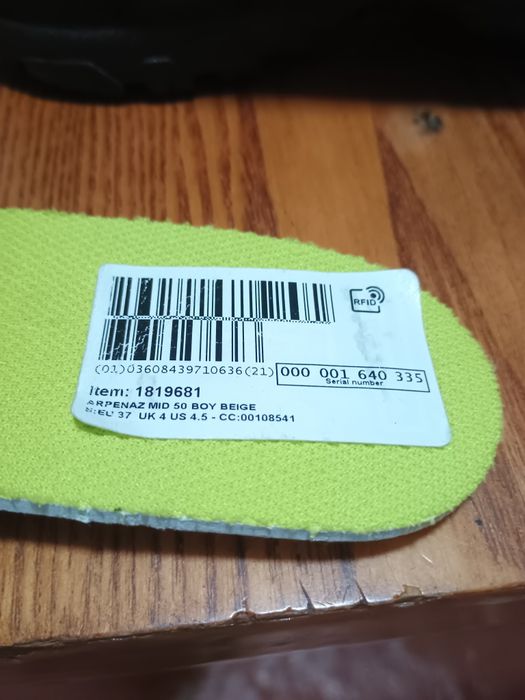 RFID
(01)03608439710636(21)
000 001 640 335
Serial number
Item: 1819681
ARPENAZ MID 50 BOY BEIGE
S:EU 37 UK 4 US 4.5 - CC:00108541